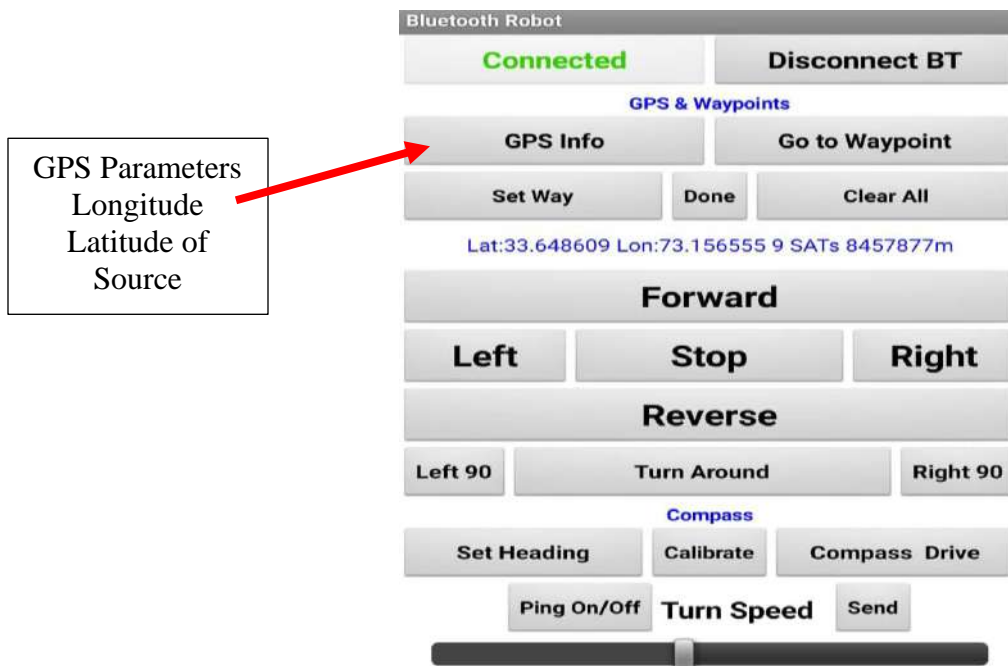 Bluetooth Robot
Connected Disconnect BT
GPS & Waypoints
GPS Info Go to Waypoint
GPS Parameters
Longitude
Latitude of
Source
Set Way Done Clear All
Lat:33.648609 Lon:73.156555 9 SATs 8457877m
Forward
Left Stop Right
Reverse
Left 90 Turn Around Right 90
Compass
Set Heading Calibrate Compass Drive
Ping On/Off Turn Speed Send